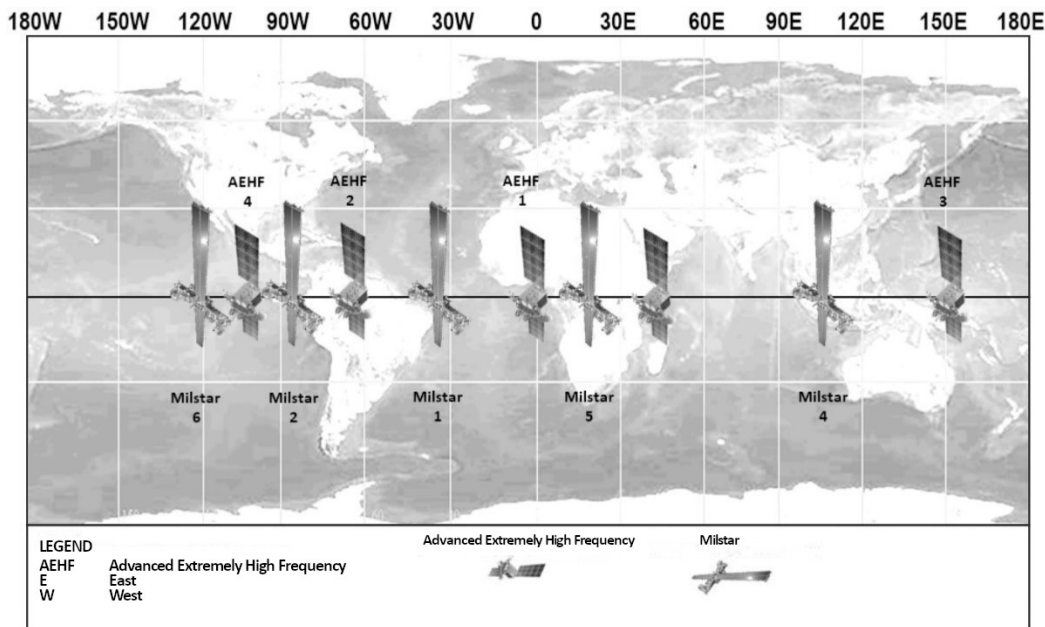 180W 150W 120W 90W 60W 30W 0 30E 60E 90E 120E 150E 180E
AEHF 4
AEHF 2
AEHF 1
AEHF 3
Milstar 6
Milstar 2
Milstar 1
Milstar 5
Milstar 4
LEGEND
AEHF Advanced Extremely High Frequency
E East
W West
Advanced Extremely High Frequency
Milstar